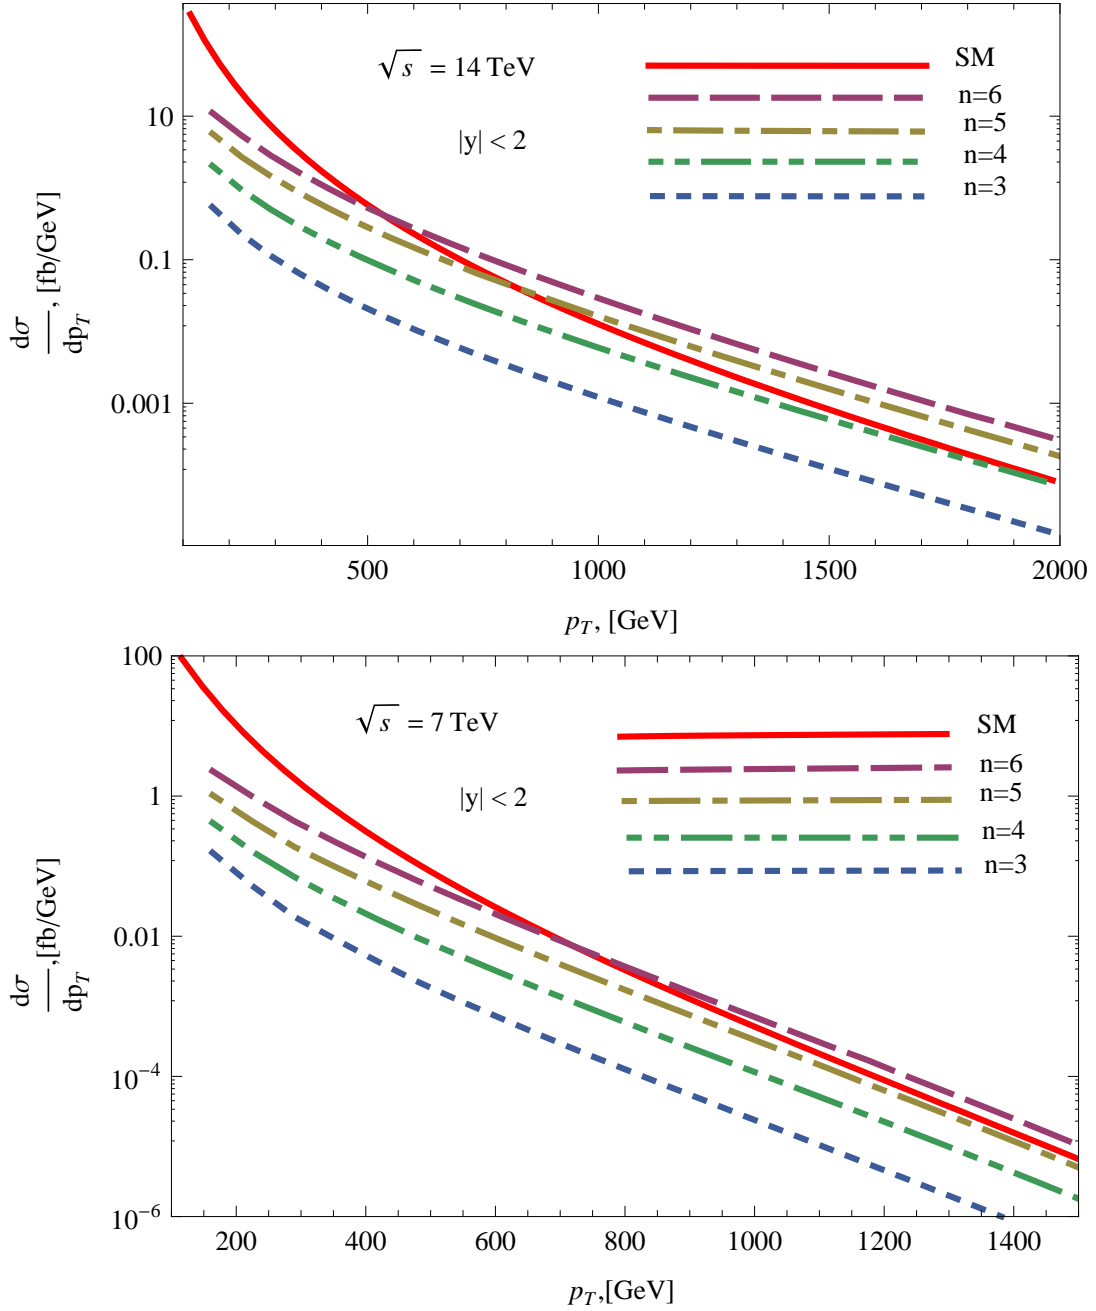 √s = 14 TeV
SM
n=6
|y| < 2
n=5
n=4
n=3
10
0.1
0.001
dσ/dp_T, [fb/GeV]
500 1000 1500 2000
p_T, [GeV]
100
√s = 7 TeV
SM
n=6
|y| < 2
n=5
n=4
n=3
1
0.01
10^−4
10^−6
dσ/dp_T,[fb/GeV]
200 400 600 800 1000 1200 1400
p_T,[GeV]